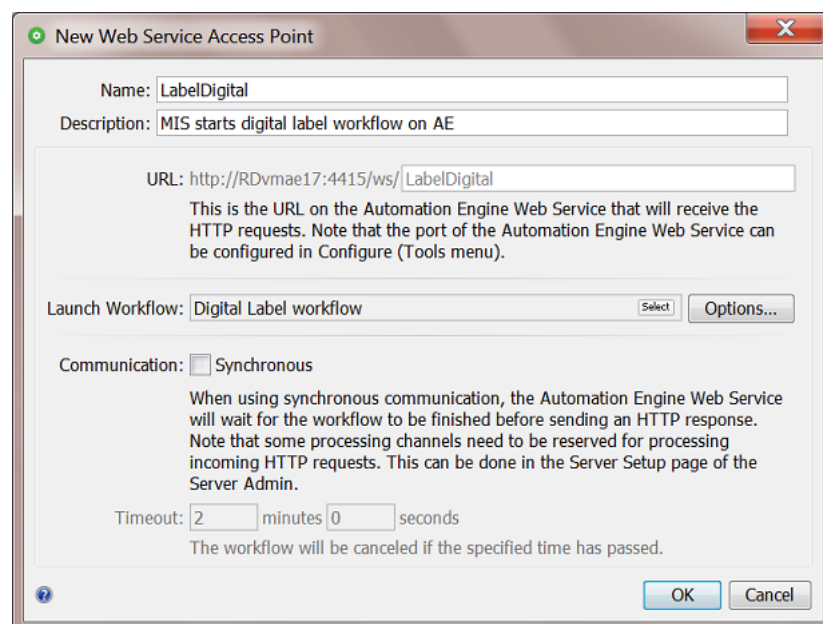 New Web Service Access Point
Name: LabelDigital
Description: MIS starts digital label workflow on AE
URL: http://RDvmae17:4415/ws/ LabelDigital
This is the URL on the Automation Engine Web Service that will receive the
HTTP requests. Note that the port of the Automation Engine Web Service can
be configured in Configure (Tools menu).
Launch Workflow: Digital Label workflow Select Options...
Communication: Synchronous
When using synchronous communication, the Automation Engine Web Service
will wait for the workflow to be finished before sending an HTTP response.
Note that some processing channels need to be reserved for processing
incoming HTTP requests. This can be done in the Server Setup page of the
Server Admin.
Timeout: 2 minutes 0 seconds
The workflow will be canceled if the specified time has passed.
OK Cancel